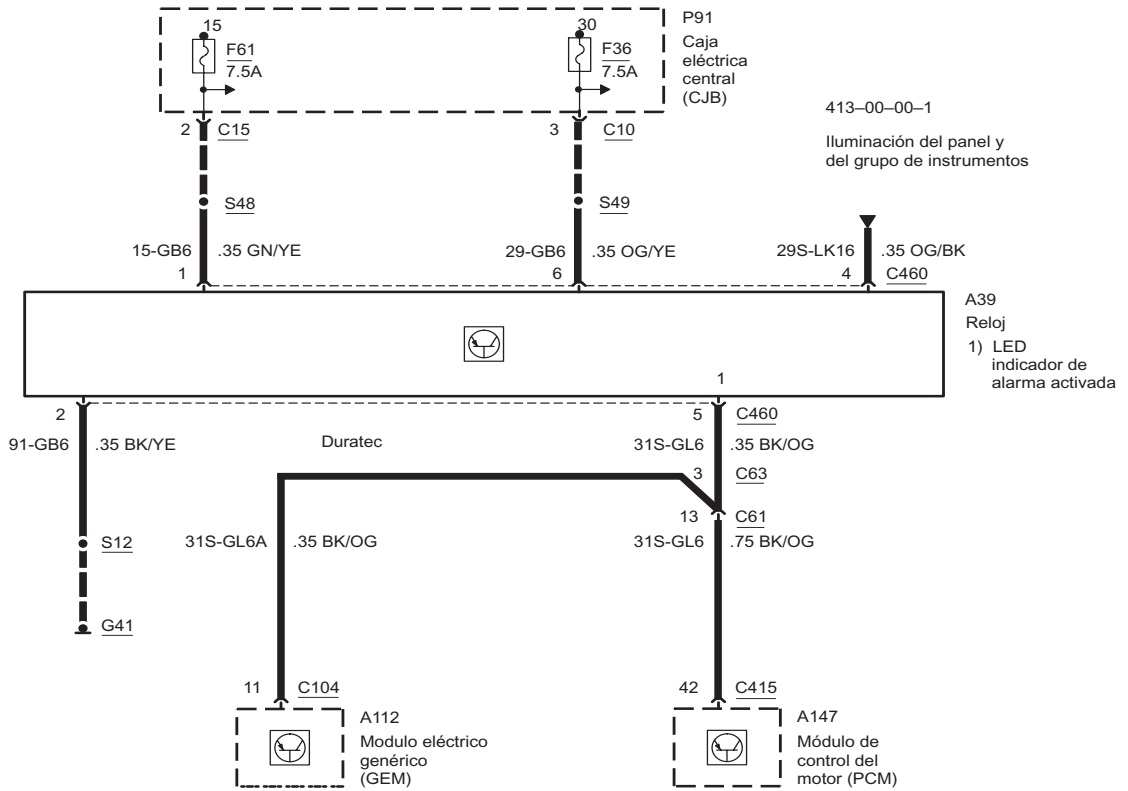 15
F61
7.5A
30
F36
7.5A
P91
Caja
eléctrica
central
(CJB)
2 C15
3 C10
413–00–00–1
Iluminación del panel y
del grupo de instrumentos
S48
S49
15-GB6 .35 GN/YE
29-GB6 .35 OG/YE
29S-LK16 .35 OG/BK
1
6
4 C460
A39
Reloj
1) LED
indicador de
alarma activada
1
2
5 C460
91-GB6 .35 BK/YE
Duratec
31S-GL6 .35 BK/OG
3 C63
13 C61
S12
31S-GL6A .35 BK/OG
31S-GL6 .75 BK/OG
G41
11 C104
42 C415
A112
Modulo eléctrico
genérico
(GEM)
A147
Módulo de
control del
motor (PCM)